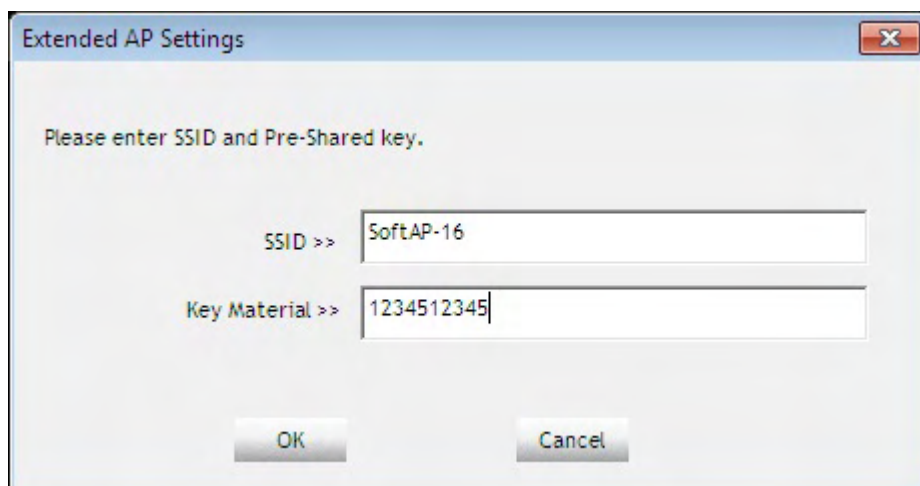 Extended AP Settings
Please enter SSID and Pre-Shared key.
SSID >> SoftAP-16
Key Material >> 1234512345
OK Cancel